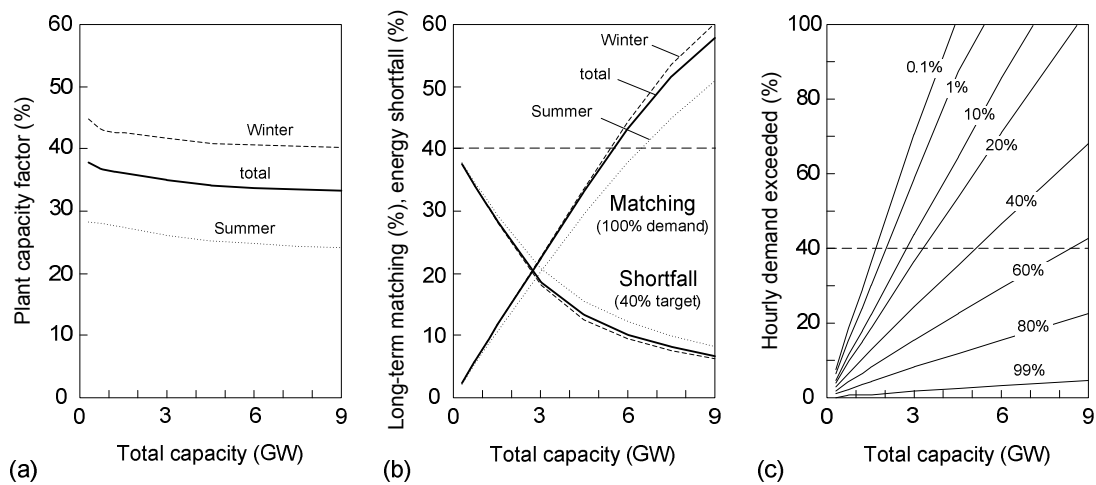 Plant capacity factor (%)
60
50
40
30
20
10
0
Winter
total
Summer
0
3
6
9
Total capacity (GW)
(a)
Long-term matching (%), energy shortfall (%)
60
50
40
30
20
10
0
Winter
total
Summer
Matching
(100% demand)
Shortfall
(40% target)
0
3
6
9
Total capacity (GW)
(b)
Hourly demand exceeded (%)
100
80
60
40
20
0
0.1%
1%
10%
20%
40%
60%
80%
99%
0
3
6
9
Total capacity (GW)
(c)